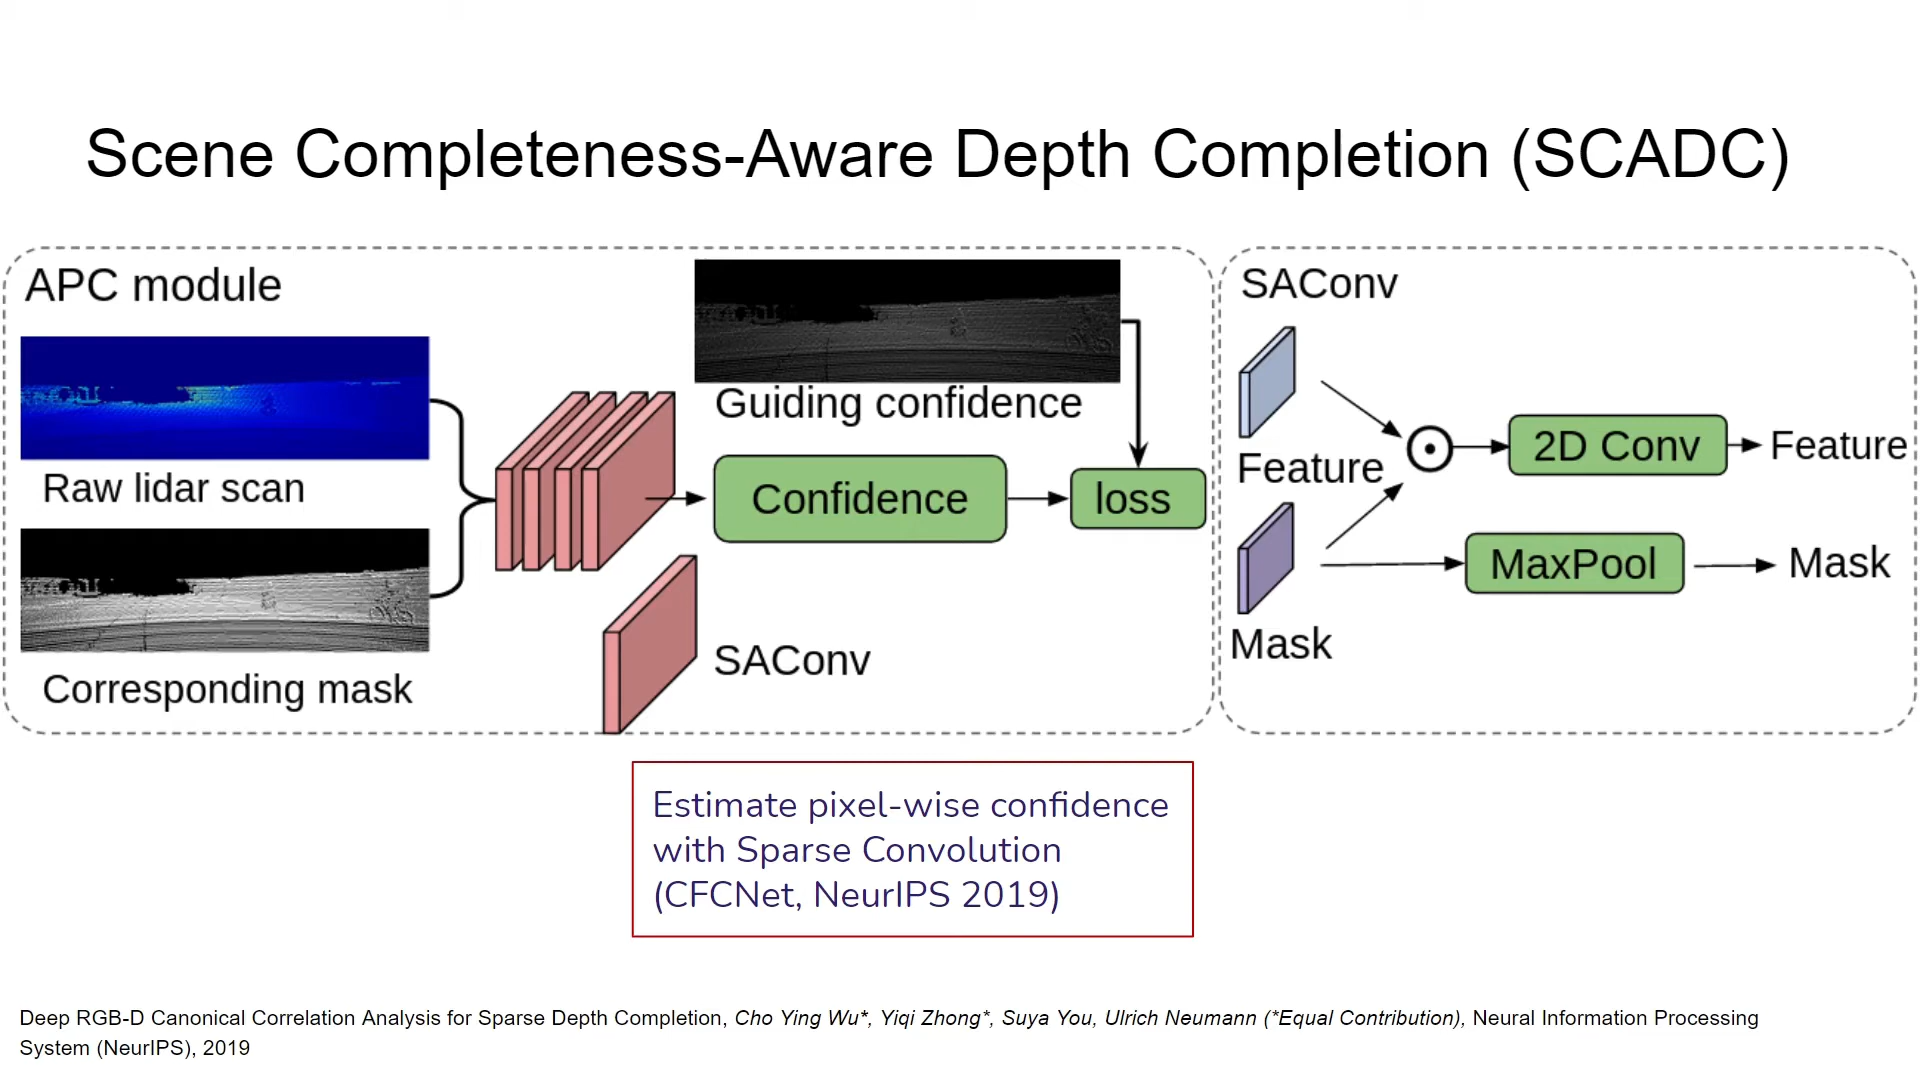 Scene Completeness-Aware Depth Completion (SCADC)
APC module
Raw lidar scan
Corresponding mask
Guiding confidence
Confidence
loss
SAConv
SAConv
Feature
Mask
2D Conv
Feature
MaxPool
Mask
Estimate pixel-wise confidence
with Sparse Convolution
(CFCNet, NeurIPS 2019)
Deep RGB-D Canonical Correlation Analysis for Sparse Depth Completion, Cho Ying Wu*, Yiqi Zhong*, Suya You, Ulrich Neumann (*Equal Contribution), Neural Information Processing
System (NeurIPS), 2019